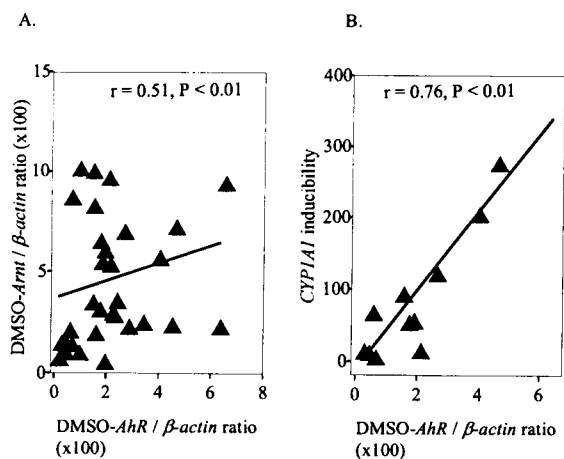 A.
r = 0.51, P < 0.01
DMSO-Arnt / β-actin ratio (x100)
15
10
5
0
0 2 4 6 8
DMSO-AhR / β-actin ratio
(x100)
B.
r = 0.76, P < 0.01
CYP1A1 inducibility
400
300
200
100
0
0 2 4 6
DMSO-AhR / β-actin ratio
(x100)